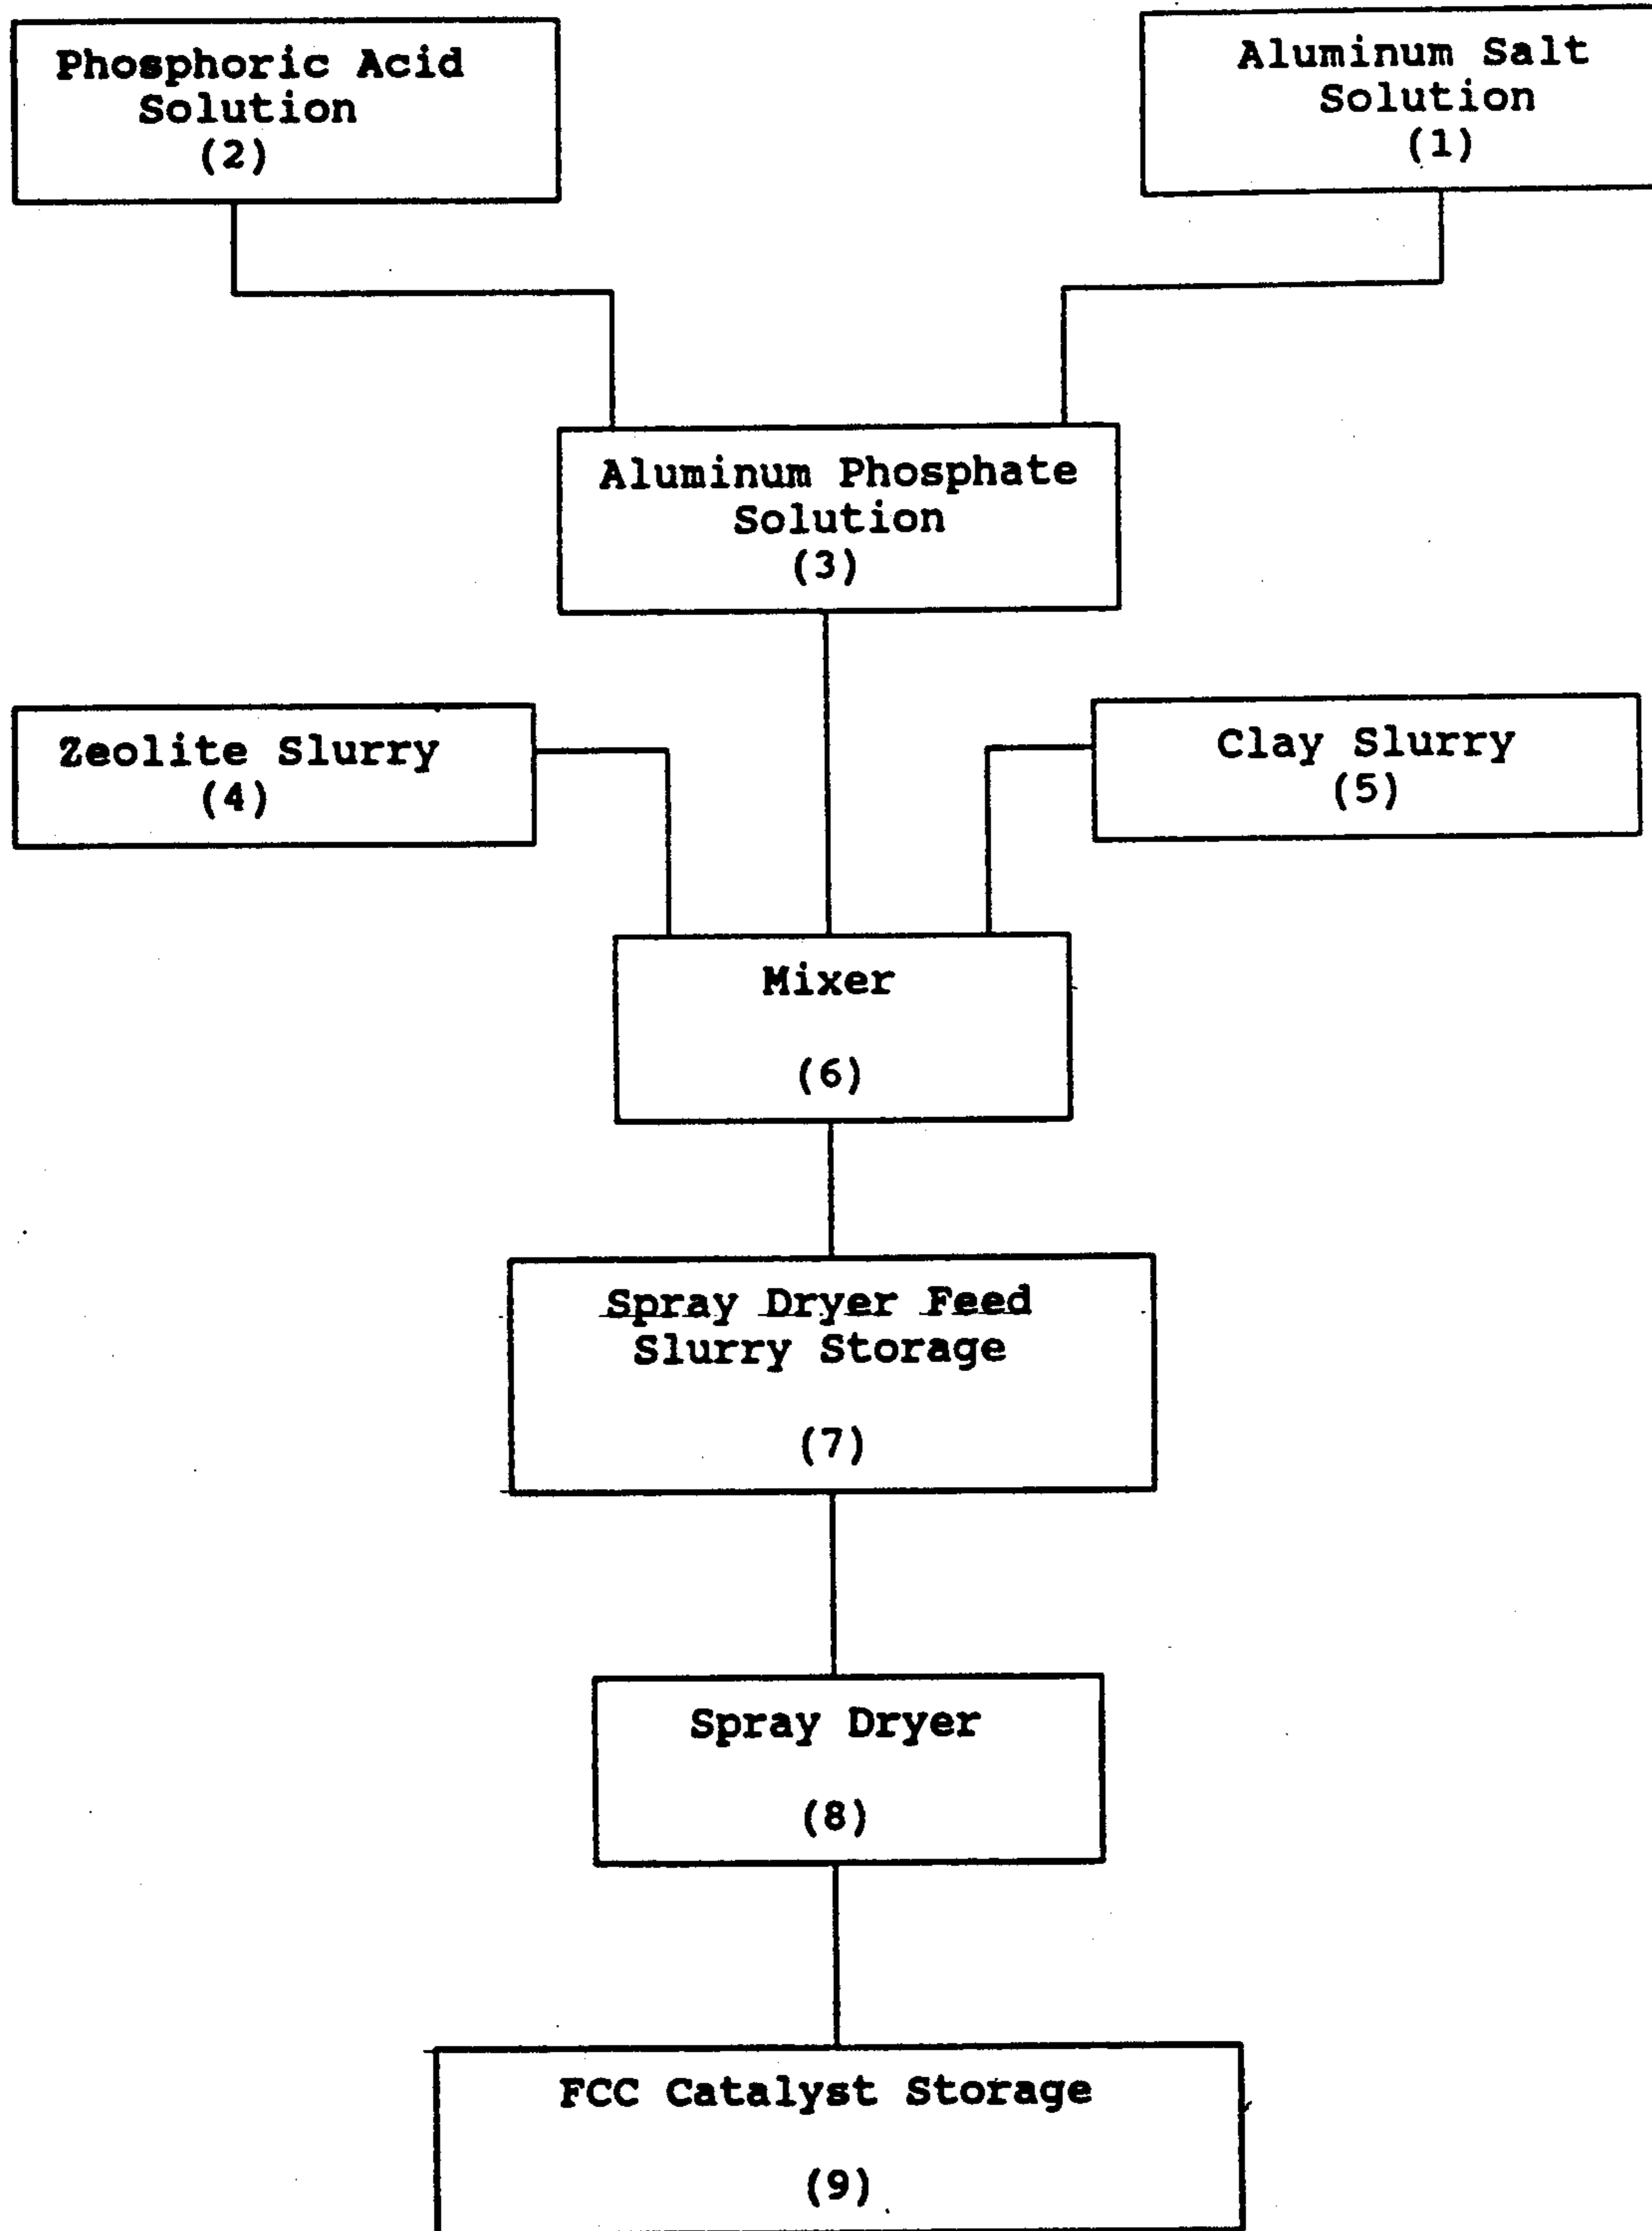 Phosphoric Acid
Solution
(2)
Aluminum Salt
Solution
(1)
Aluminum Phosphate
Solution
(3)
Zeolite Slurry
(4)
Clay Slurry
(5)
Mixer
(6)
Spray Dryer Feed
Slurry Storage
(7)
Spray Dryer
(8)
FCC Catalyst Storage
(9)